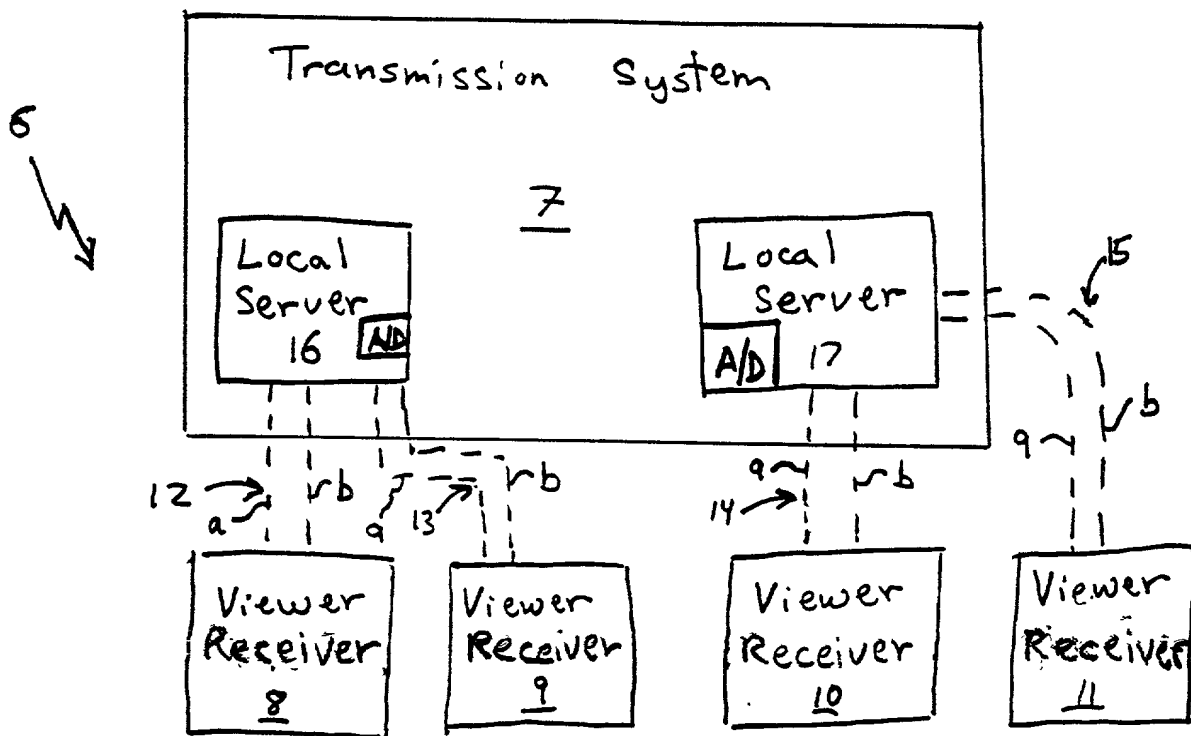 Transmission System
6
7
Local
Server
16
A/D
Local
Server
A/D
17
15
12
a
b
a
13
b
a
14
b
a
b
Viewer
Receiver
8
Viewer
Receiver
9
Viewer
Receiver
10
Viewer
Receiver
11